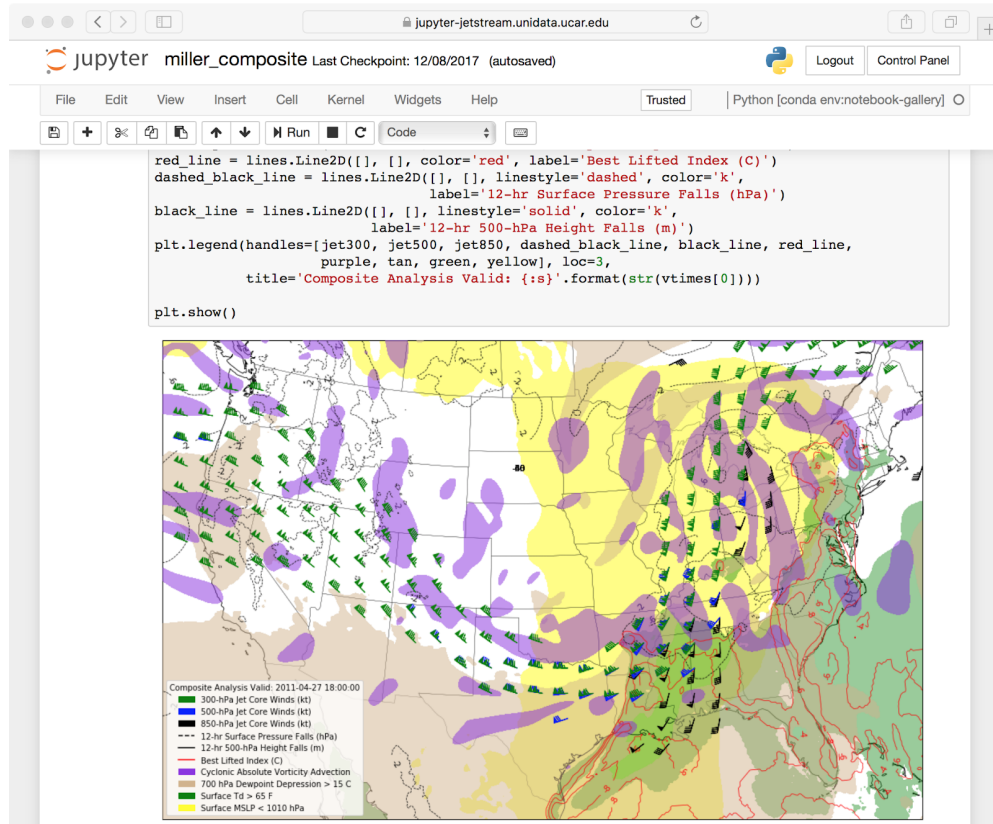 jupyter-jetstream.unidata.ucar.edu
jupyter miller_composite Last Checkpoint: 12/08/2017 (autosaved)
Logout
Control Panel
File Edit View Insert Cell Kernel Widgets Help
Trusted
Python [conda env:notebook-gallery]
Run
Code
red_line = lines.Line2D([], [], color='red', label='Best Lifted Index (C)')
dashed_black_line = lines.Line2D([], [], linestyle='dashed', color='k',
label='12-hr Surface Pressure Falls (hPa)')
black_line = lines.Line2D([], [], linestyle='solid', color='k',
label='12-hr 500-hPa Height Falls (m)')
plt.legend(handles=[jet300, jet500, jet850, dashed_black_line, black_line, red_line,
purple, tan, green, yellow], loc=3,
title='Composite Analysis Valid: {:s}'.format(str(vtimes[0])))
plt.show()
Composite Analysis Valid: 2011-04-27 18:00:00
300-hPa Jet Core Winds (kt)
500-hPa Jet Core Winds (kt)
850-hPa Jet Core Winds (kt)
12-hr Surface Pressure Falls (hPa)
12-hr 500-hPa Height Falls (m)
Best Lifted Index (C)
Cyclonic Absolute Vorticity Advection
700 hPa Dewpoint Depression > 15 C
Surface Td > 65 F
Surface MSLP < 1010 hPa